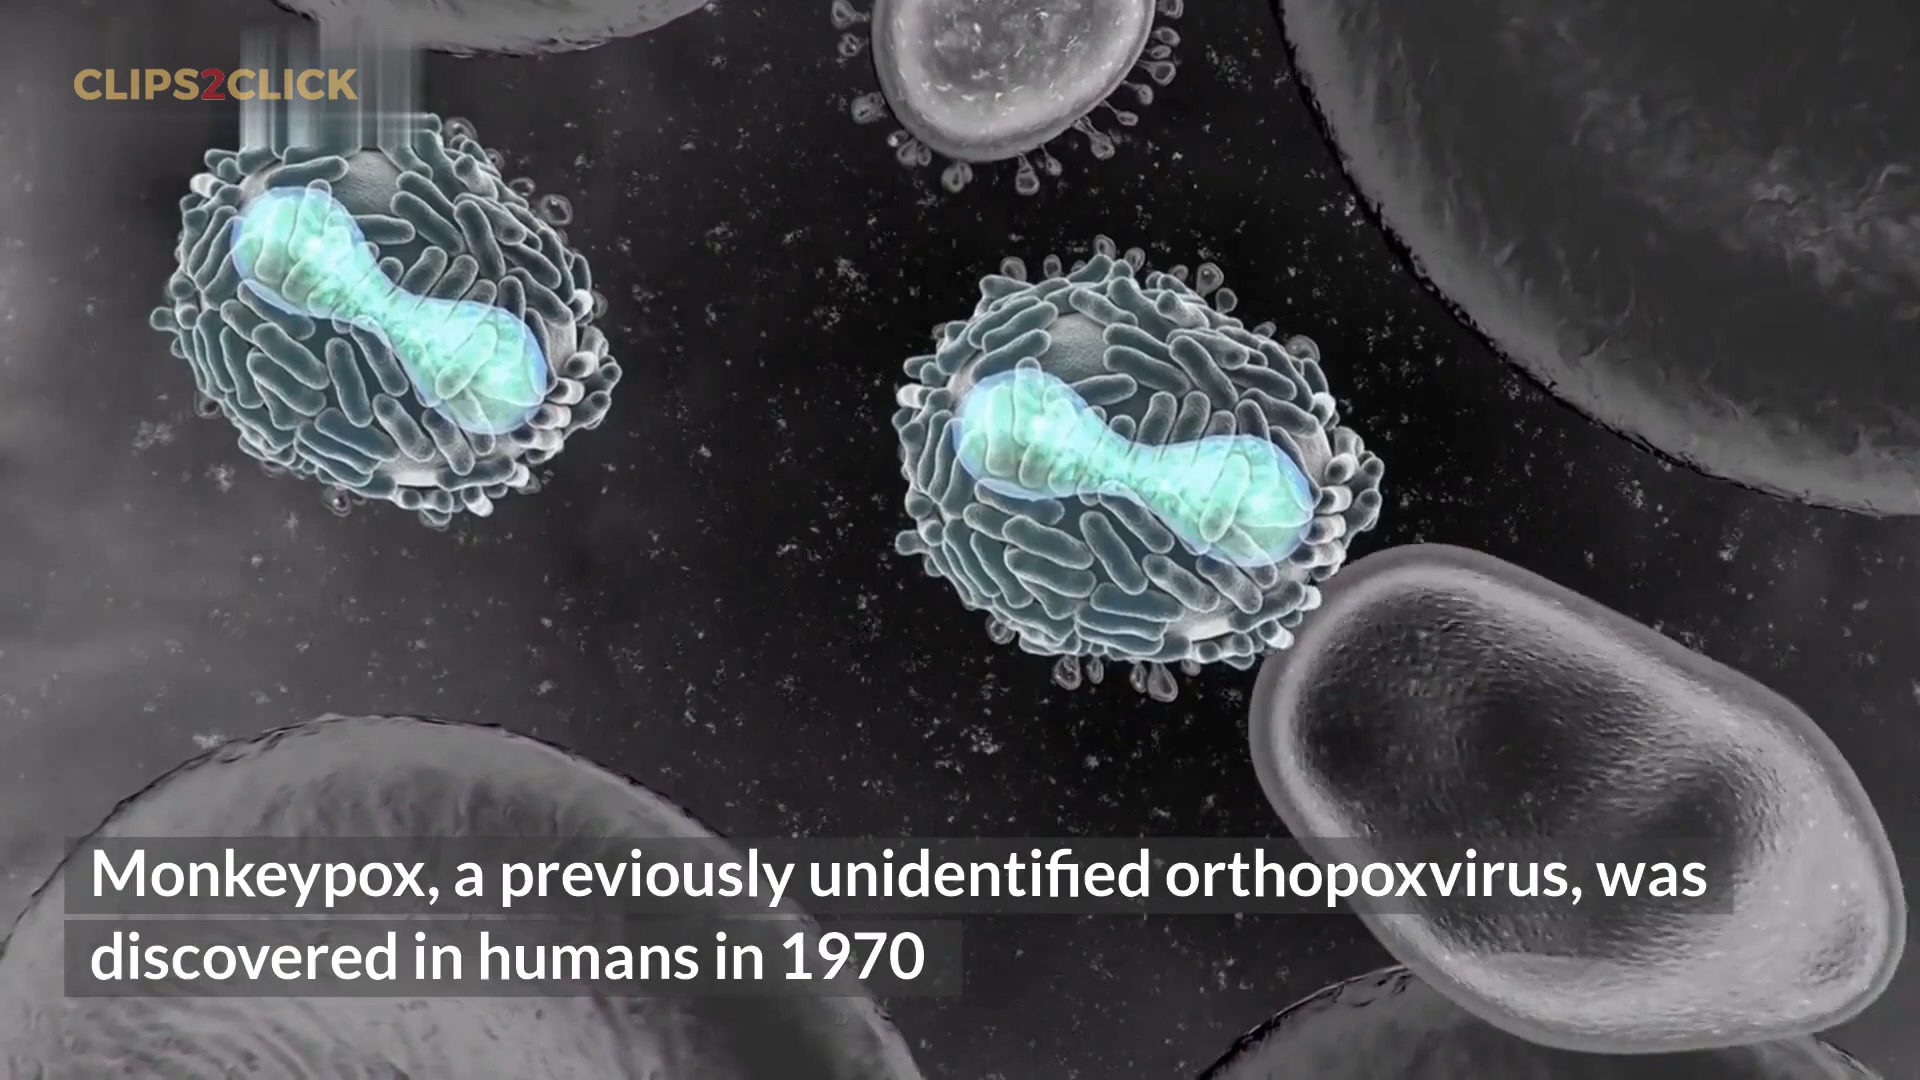 CLIPS2CLICK
Monkeypox, a previously unidentified orthopoxvirus, was
discovered in humans in 1970